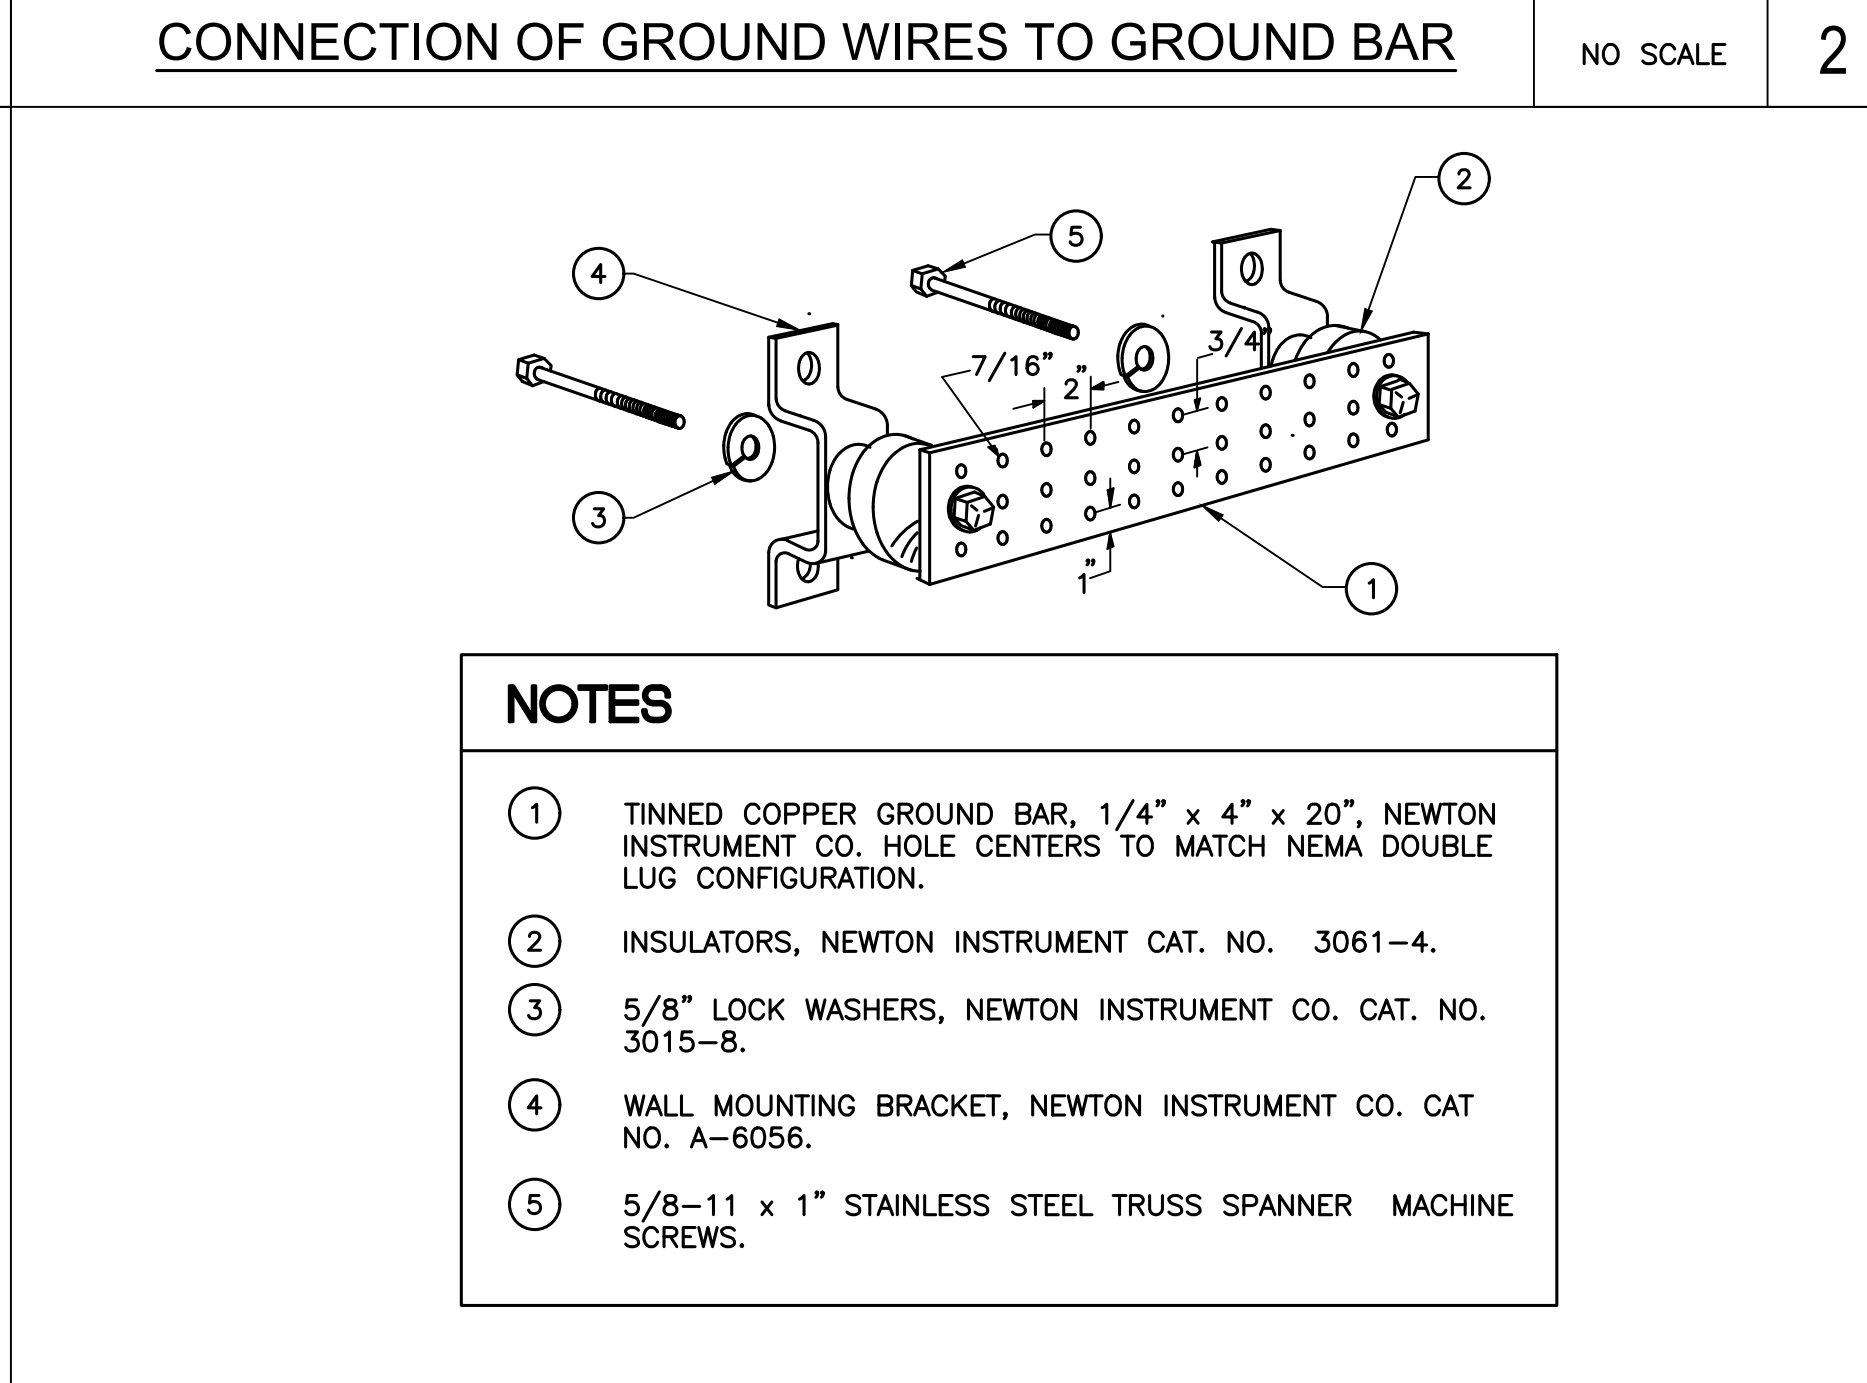 CONNECTION OF GROUND WIRES TO GROUND BAR
NO SCALE
2
2
5
4
3/4"
7/16"
2"
3
1"
1
NOTES
1 TINNED COPPER GROUND BAR, 1/4" x 4" x 20", NEWTON
INSTRUMENT CO. HOLE CENTERS TO MATCH NEMA DOUBLE
LUG CONFIGURATION.
2 INSULATORS, NEWTON INSTRUMENT CAT. NO. 3061-4.
3 5/8" LOCK WASHERS, NEWTON INSTRUMENT CO. CAT. NO.
3015-8.
4 WALL MOUNTING BRACKET, NEWTON INSTRUMENT CO. CAT
NO. A-6056.
5 5/8-11 x 1" STAINLESS STEEL TRUSS SPANNER MACHINE
SCREWS.